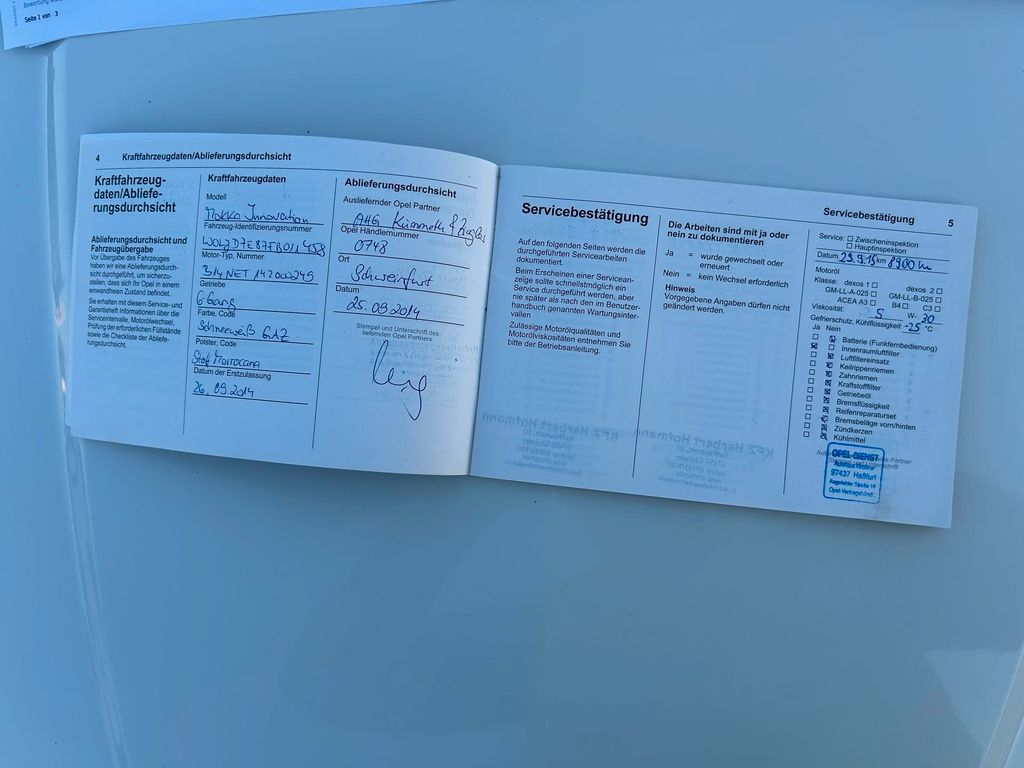 Seite 1 von 3
4 Kraftfahrzeugdaten/Ablieferungsdurchsicht
Kraftfahrzeug-
daten/Abliefe-
rungsdurchsicht
Ablieferungsdurchsicht und
Fahrzeugübergabe
Vor Übergabe des Fahrzeuges
haben wir eine Ablieferungsdurch-
sicht durchgeführt, um sicherzu-
stellen, dass sich Ihr Opel in einem
einwandfreien Zustand befindet.
Sie erhalten mit diesem Service- und
Garantieheft Informationen über die
Serviceintervalle, Motorölwechsel,
Prüfung der erforderlichen Füllstände
sowie die Checkliste der Ablliefe-
rungsdurchsicht.
Kraftfahrzeugdaten
Modell
Mokka Innovation
Fahrzeug-Identifizierungsnummer
Motor-Typ, Nummer
Getriebe
6 Gang
Farbe, Code
Schneeweiß GAZ
Polster, Code
Stoff Morrocana
Datum der Erstzulassung
26.09.2014
Ablieferungsdurchsicht
Ausliefernder Opel Partner
AHG Kümmeth &
Opel Händlernummer
0748
Ort
Schweinfurt
Datum
25.09.2014
Stempel und Unterschrift des
liefernden Opel Partners
Servicebestätigung 5
Servicebestätigung
Auf den folgenden Seiten werden die
durchgeführten Servicearbeiten
dokumentiert.
Beim Erscheinen einer Servicean-
zeige sollte schnellstmöglich ein
Service durchgeführt werden, aber
nie später als nach den im Benutzer-
handbuch genannten Wartungsinter-
vallen
Zulässige Motorölqualitäten und
Motorölviskositäten entnehmen Sie
bitte der Betriebsanleitung.
Die Arbeiten sind mit ja oder
nein zu dokumentieren
Ja = wurde gewechselt oder
erneuert
Nein = kein Wechsel erforderlich
Hinweis
Vorgegebene Angaben dürfen nicht
geändert werden.
Service: ☐ Zwischeninspektion
☐ Hauptinspektion
Datum 29.9.15 km 8900 km
Motoröl
Klasse: dexos 1 ☐ dexos 2 ☐
GM-LL-A-025 ☐ GM-LL-B-025 ☐
ACEA A3 ☐ B4 ☐ C3 ☐
Viskosität: 5 W- 30
Gefrierschutz, Kühlflüssigkeit -25 °C
Ja Nein
Batterie (Funkfernbedienung)
Innenraumluftfilter
Luftfiltereinsatz
Keilrippenriemen
Zahnriemen
Kraftstofffilter
Getriebeöl
Bremsflüssigkeit
Reifenreparaturset
Bremsbeläge vorn/hinten
Zündkerzen
Kühlmittel
OPEL-DIENST
97437 Haßfurt
Augsfelder Straße 16
Opel-Vertragshändler